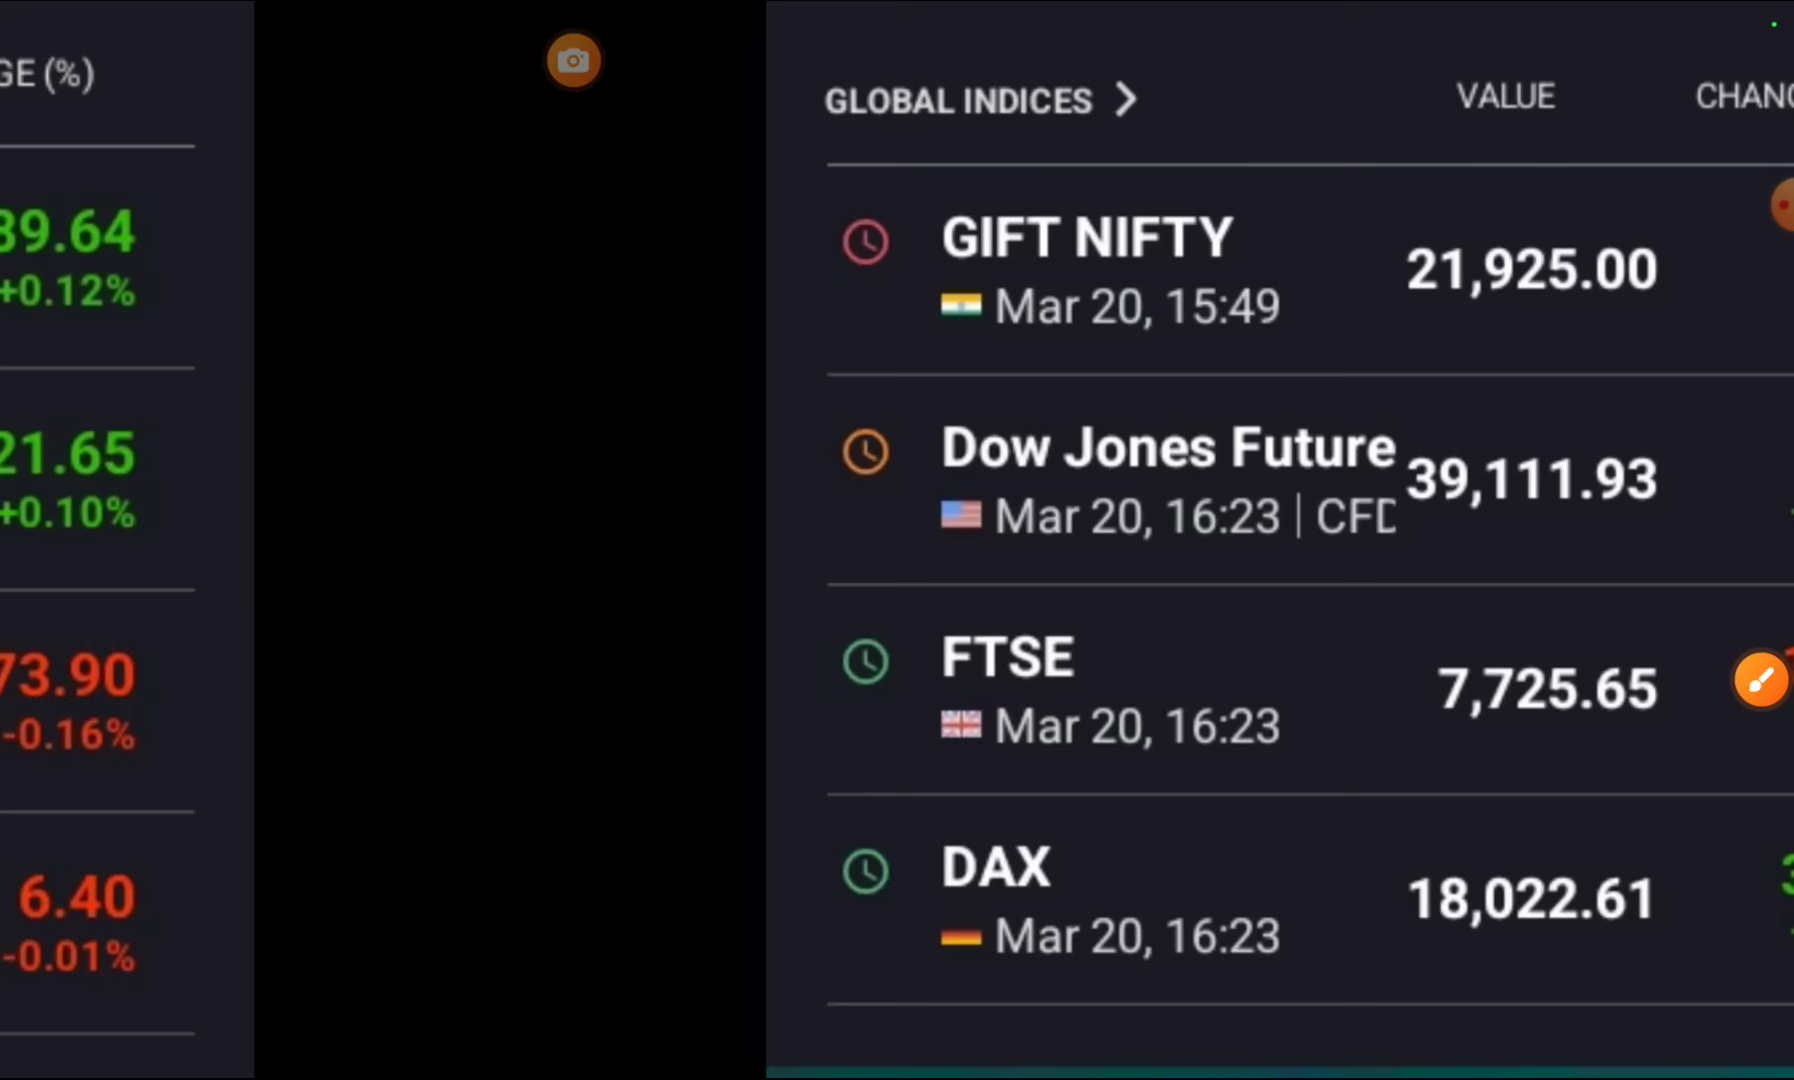 GE (%)
39.64
+0.12%
21.65
+0.10%
73.90
-0.16%
6.40
-0.01%
GLOBAL INDICES
VALUE
CHANG
GIFT NIFTY
21,925.00
Mar 20, 15:49
Dow Jones Future
39,111.93
Mar 20, 16:23 | CFD
FTSE
7,725.65
Mar 20, 16:23
DAX
18,022.61
Mar 20, 16:23